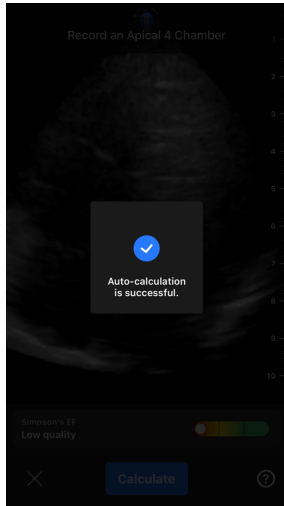 Record an Apical 4 Chamber
1
2
3
4
5
6
7
8
9
10
Auto-calculation
is successful.
Simpson's EF
Low quality
Calculate
?